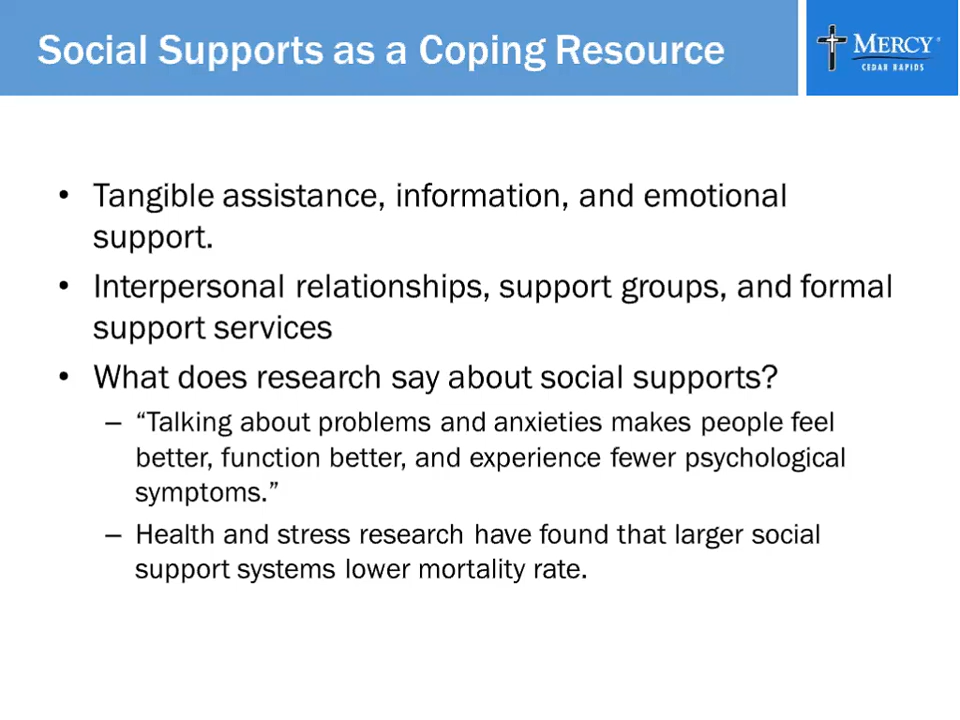 Social Supports as a Coping Resource
MERCY®
CEDAR RAPIDS
• Tangible assistance, information, and emotional
support.
• Interpersonal relationships, support groups, and formal
support services
• What does research say about social supports?
– “Talking about problems and anxieties makes people feel
better, function better, and experience fewer psychological
symptoms.”
– Health and stress research have found that larger social
support systems lower mortality rate.